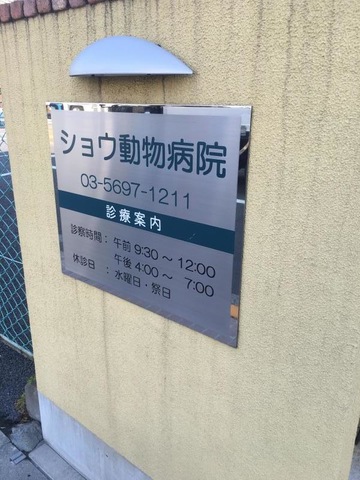 ショウ動物病院
03-5697-1211
診療案内
診察時間：午前 9:30～12:00
午後 4:00～ 7:00
休診日：水曜日・祭日